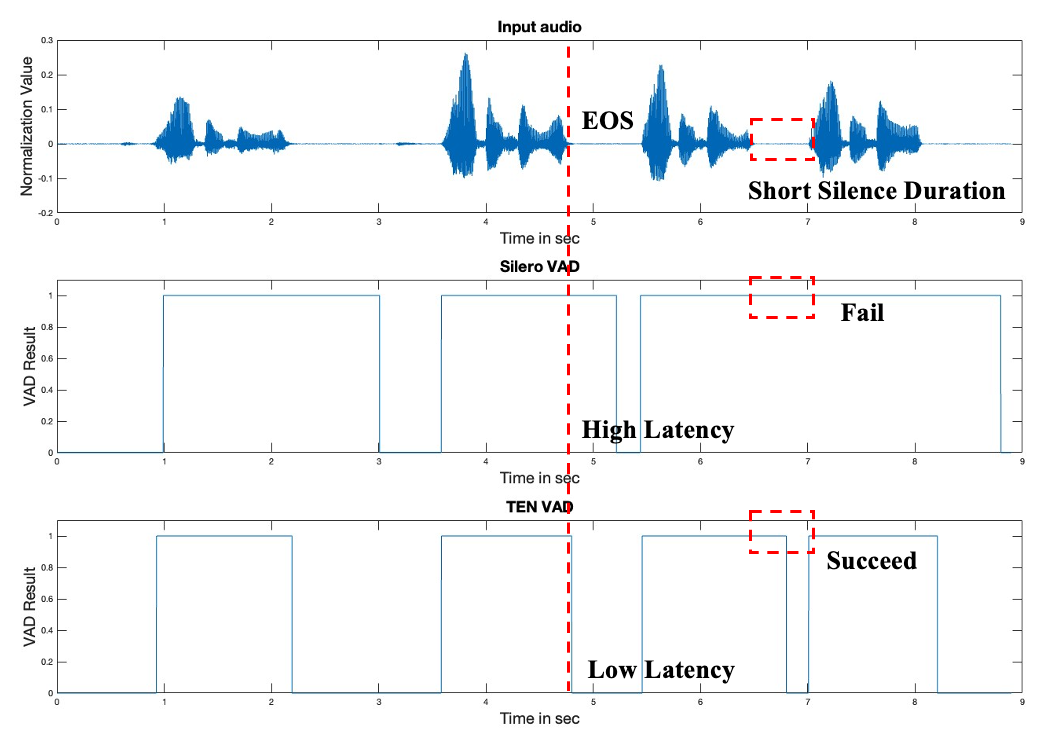 Input audio
0.3
0.2
0.1
0
-0.1
-0.2
Normalization Value
EOS
Short Silence Duration
0 1 2 3 4 5 6 7 8 9
Time in sec
Silero VAD
1
0.8
0.6
0.4
0.2
0
VAD Result
Fail
High Latency
0 1 2 3 4 5 6 7 8 9
Time in sec
TEN VAD
1
0.8
0.6
0.4
0.2
0
VAD Result
Succeed
Low Latency
0 1 2 3 4 5 6 7 8 9
Time in sec